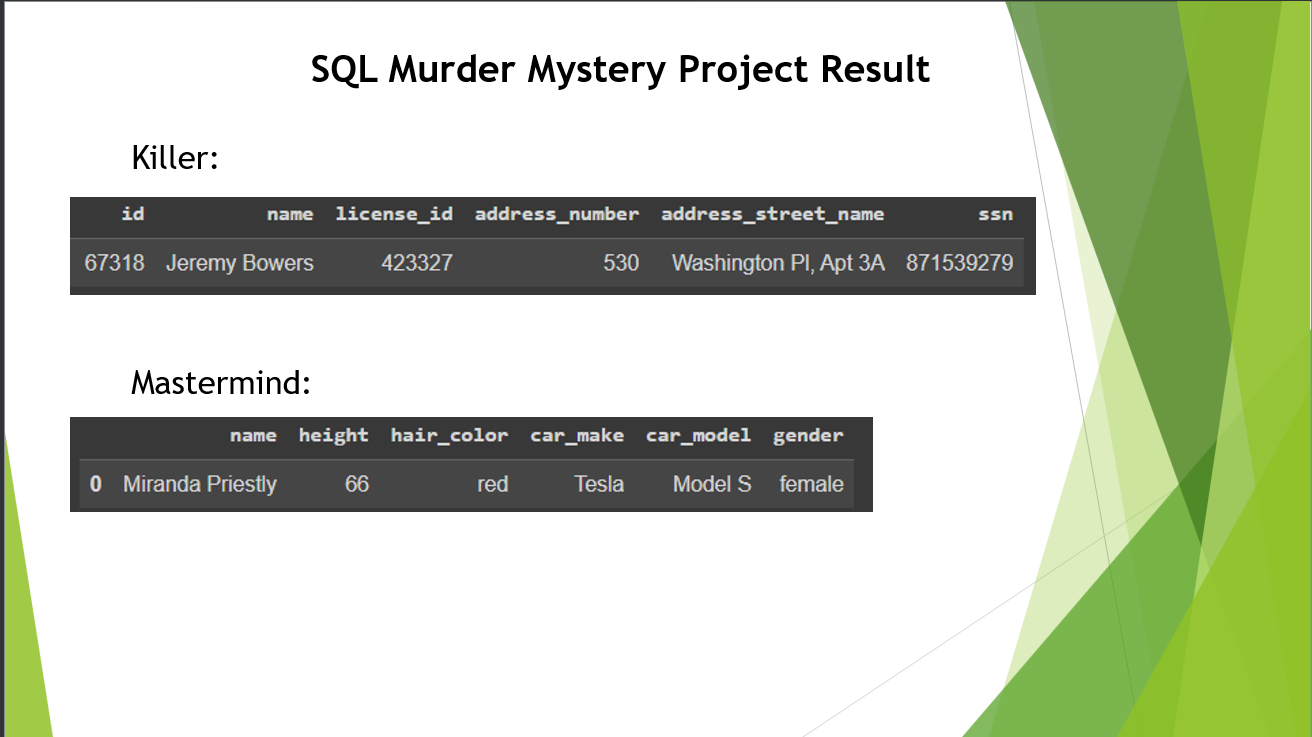 SQL Murder Mystery Project Result
Killer:
id name license_id address_number address_street_name ssn
67318 Jeremy Bowers 423327 530 Washington Pl, Apt 3A 871539279
Mastermind:
name height hair_color car_make car_model gender
0 Miranda Priestly 66 red Tesla Model S female